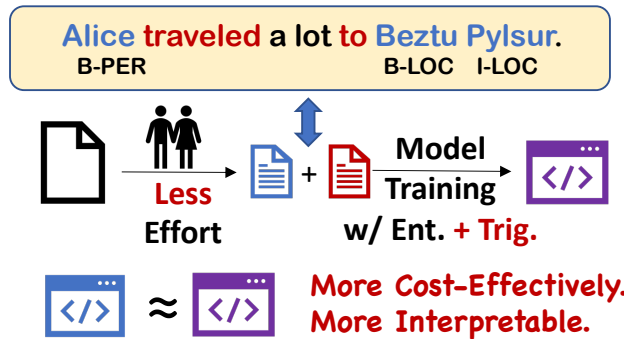 Alice traveled a lot to Beztu Pylsur.
B-PER B-LOC I-LOC
Less
Effort
+
Model
Training
w/ Ent. + Trig.
</>
</> ≈ </>
More Cost-Effectively.
More Interpretable.